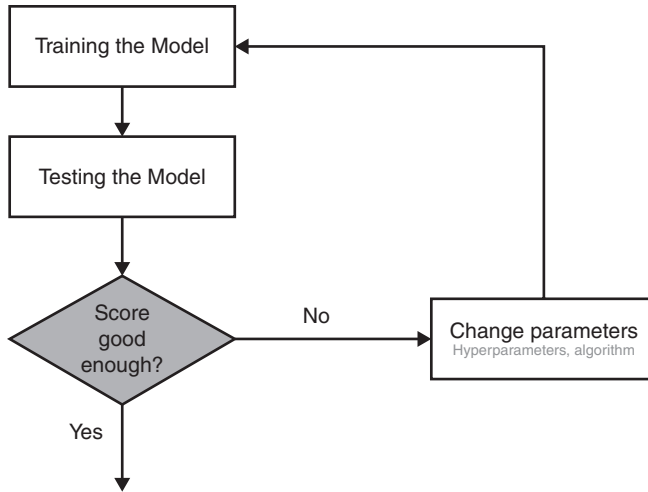 Training the Model
Testing the Model
Score
good
enough?
No
Change parameters
Hyperparameters, algorithm
Yes